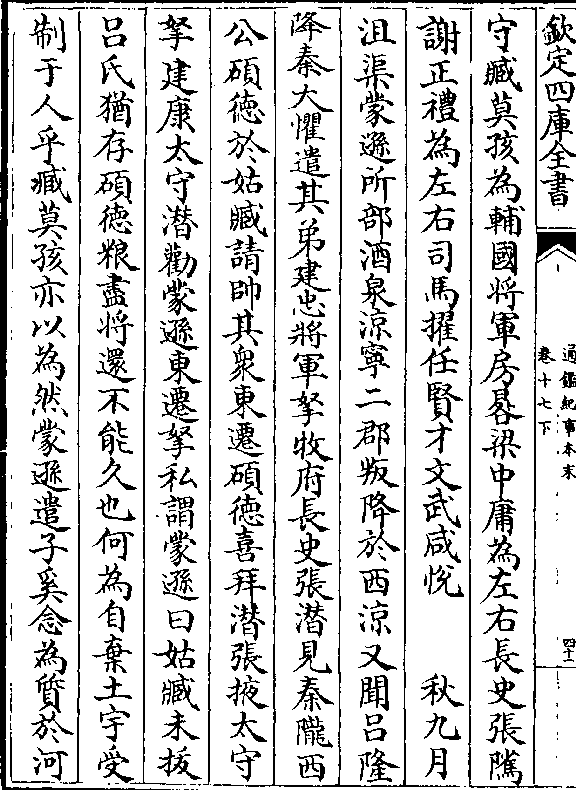 欽定四庫全書
通鑑紀事本末
卷十七下
四十二
守臧莫孩為輔國將軍房晷梁中庸為左右長史張騭
謝正禮為左右司馬擢任賢才文武咸悅　秋九月
沮渠蒙遜所部酒泉涼寧二郡叛降於西涼又聞吕隆
降秦大懼遣其弟建忠將軍拏牧府長史張潜見秦隴西
公碩德於姑臧請帥其衆東遷碩德喜拜潜張掖太守
拏建康太守潜勸蒙遜東遷拏私謂蒙遜曰姑臧未拔
吕氏猶存碩德粮盡將還不能久也何為自棄土宇受
制于人乎臧莫孩亦以為然蒙遜遣子奚念為質於河